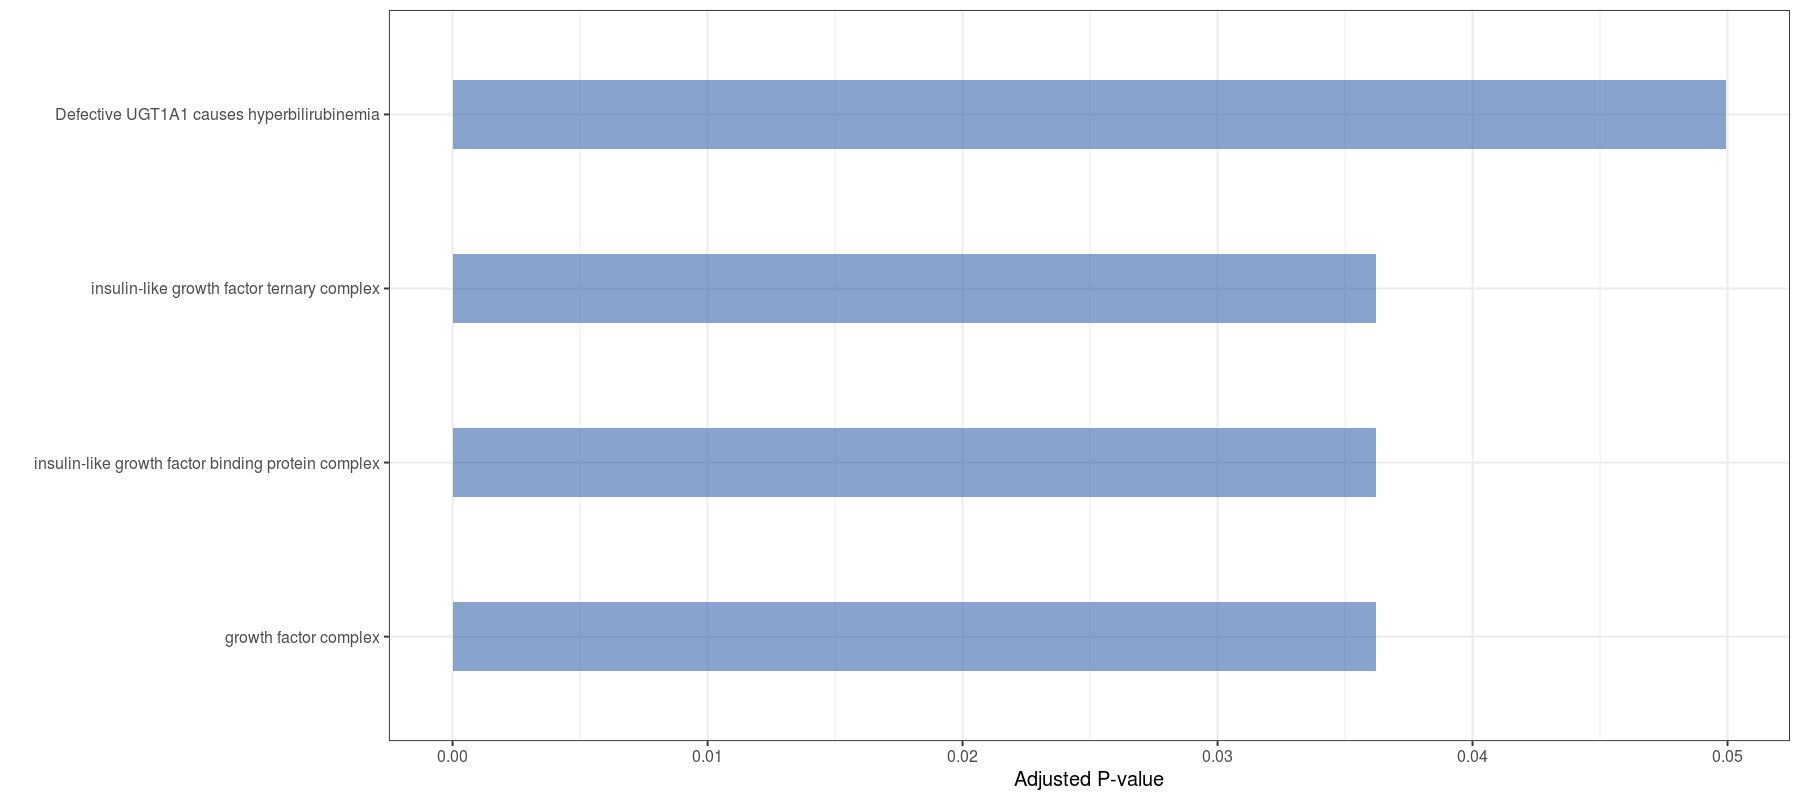 Defective UGT1A1 causes hyperbilirubinemia
insulin-like growth factor ternary complex
insulin-like growth factor binding protein complex
growth factor complex
0.00 0.01 0.02 0.03 0.04 0.05
Adjusted P-value